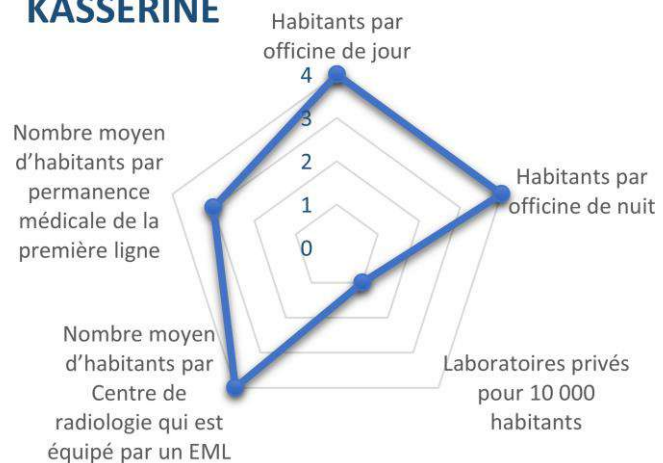 KASSERINE
Habitants par
officine de jour
4
3
2
1
0
Habitants par
officine de nuit
Laboratoires privés
pour 10 000
habitants
Nombre moyen
d'habitants par
Centre de
radiologie qui est
équipé par un EML
Nombre moyen
d'habitants par
permanence
médicale de la
première ligne